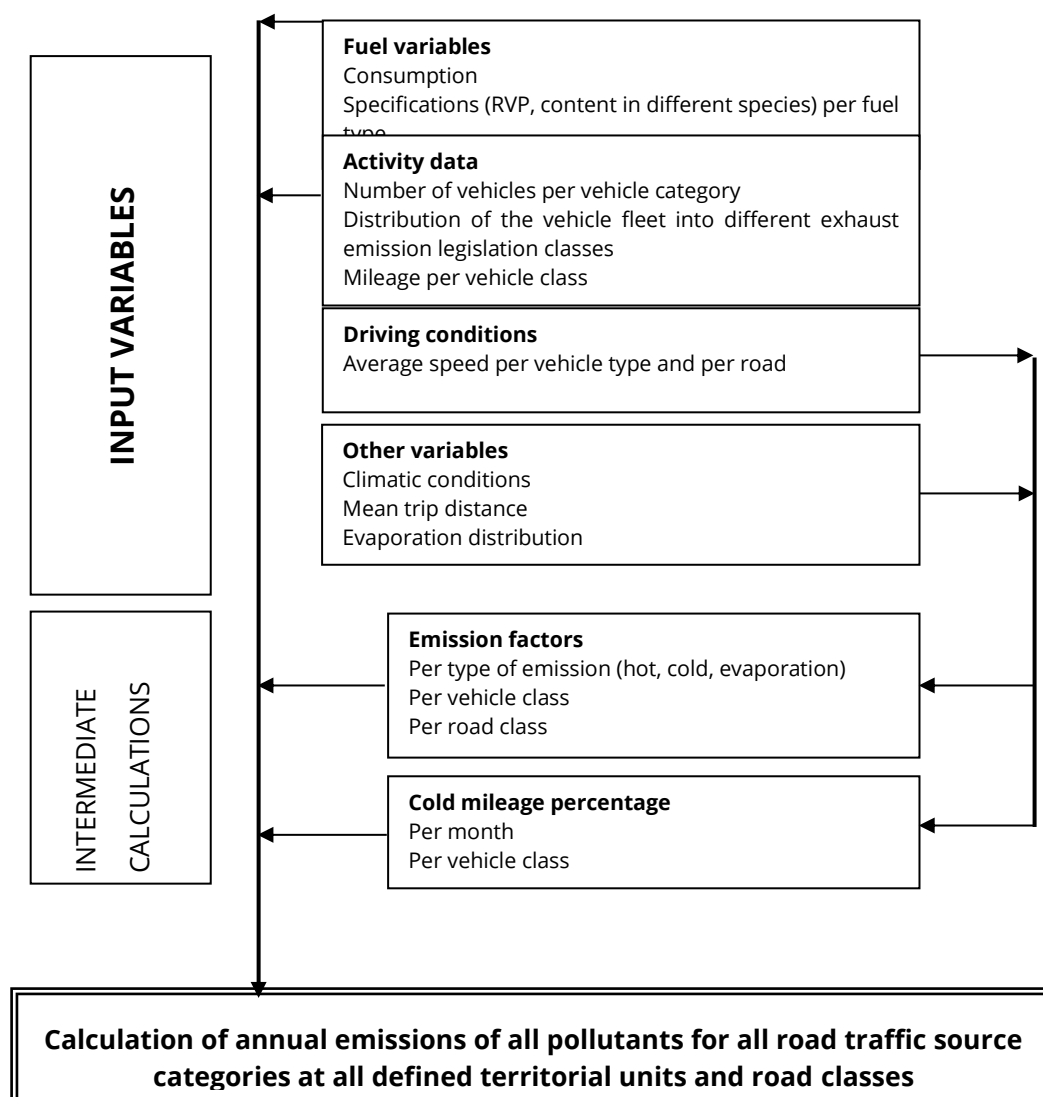 Fuel variables
Consumption
Specifications (RVP, content in different species) per fuel
type
Activity data
Number of vehicles per vehicle category
Distribution of the vehicle fleet into different exhaust
emission legislation classes
Mileage per vehicle class
Driving conditions
Average speed per vehicle type and per road
Other variables
Climatic conditions
Mean trip distance
Evaporation distribution
INPUT VARIABLES
Emission factors
Per type of emission (hot, cold, evaporation)
Per vehicle class
Per road class
Cold mileage percentage
Per month
Per vehicle class
INTERMEDIATE
CALCULATIONS
Calculation of annual emissions of all pollutants for all road traffic source
categories at all defined territorial units and road classes